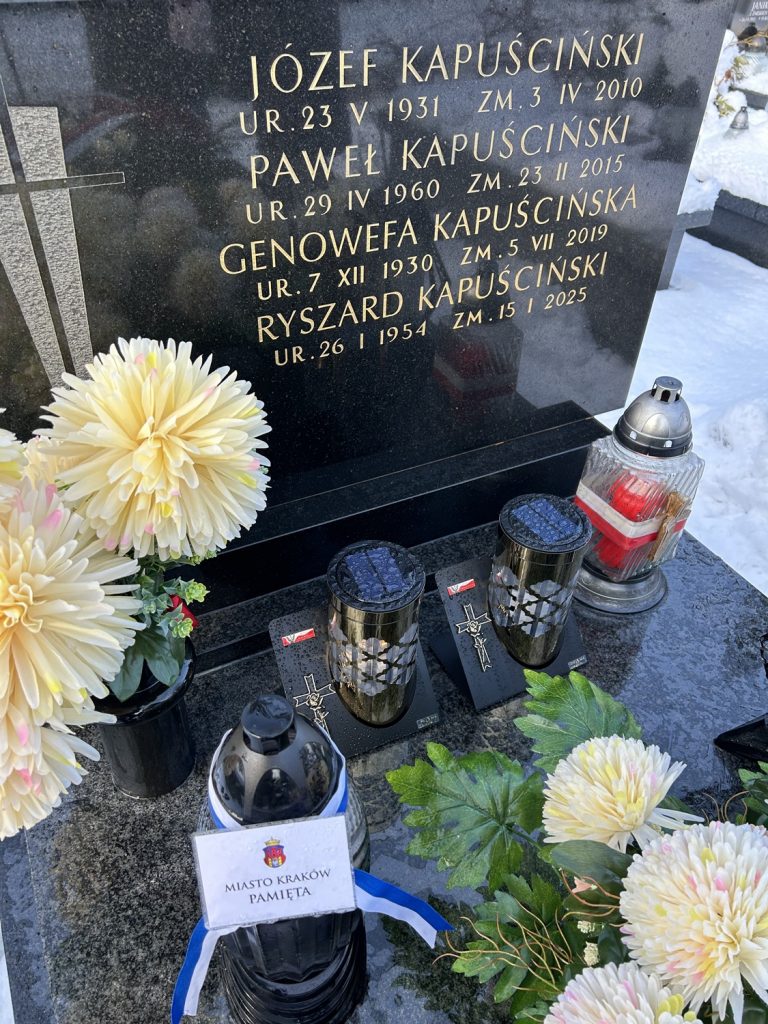 JÓZEF KAPUŚCIŃSKI
UR. 23 V 1931 ZM. 3 IV 2010
PAWEŁ KAPUŚCIŃSKI
UR. 29 IV 1960 ZM. 23 II 2015
GENOWEFA KAPUŚCIŃSKA
UR. 7 XII 1930 ZM. 5 VII 2019
RYSZARD KAPUŚCIŃSKI
UR. 26 I 1954 ZM. 15 I 2025
MIASTO KRAKÓW
PAMIĘTA